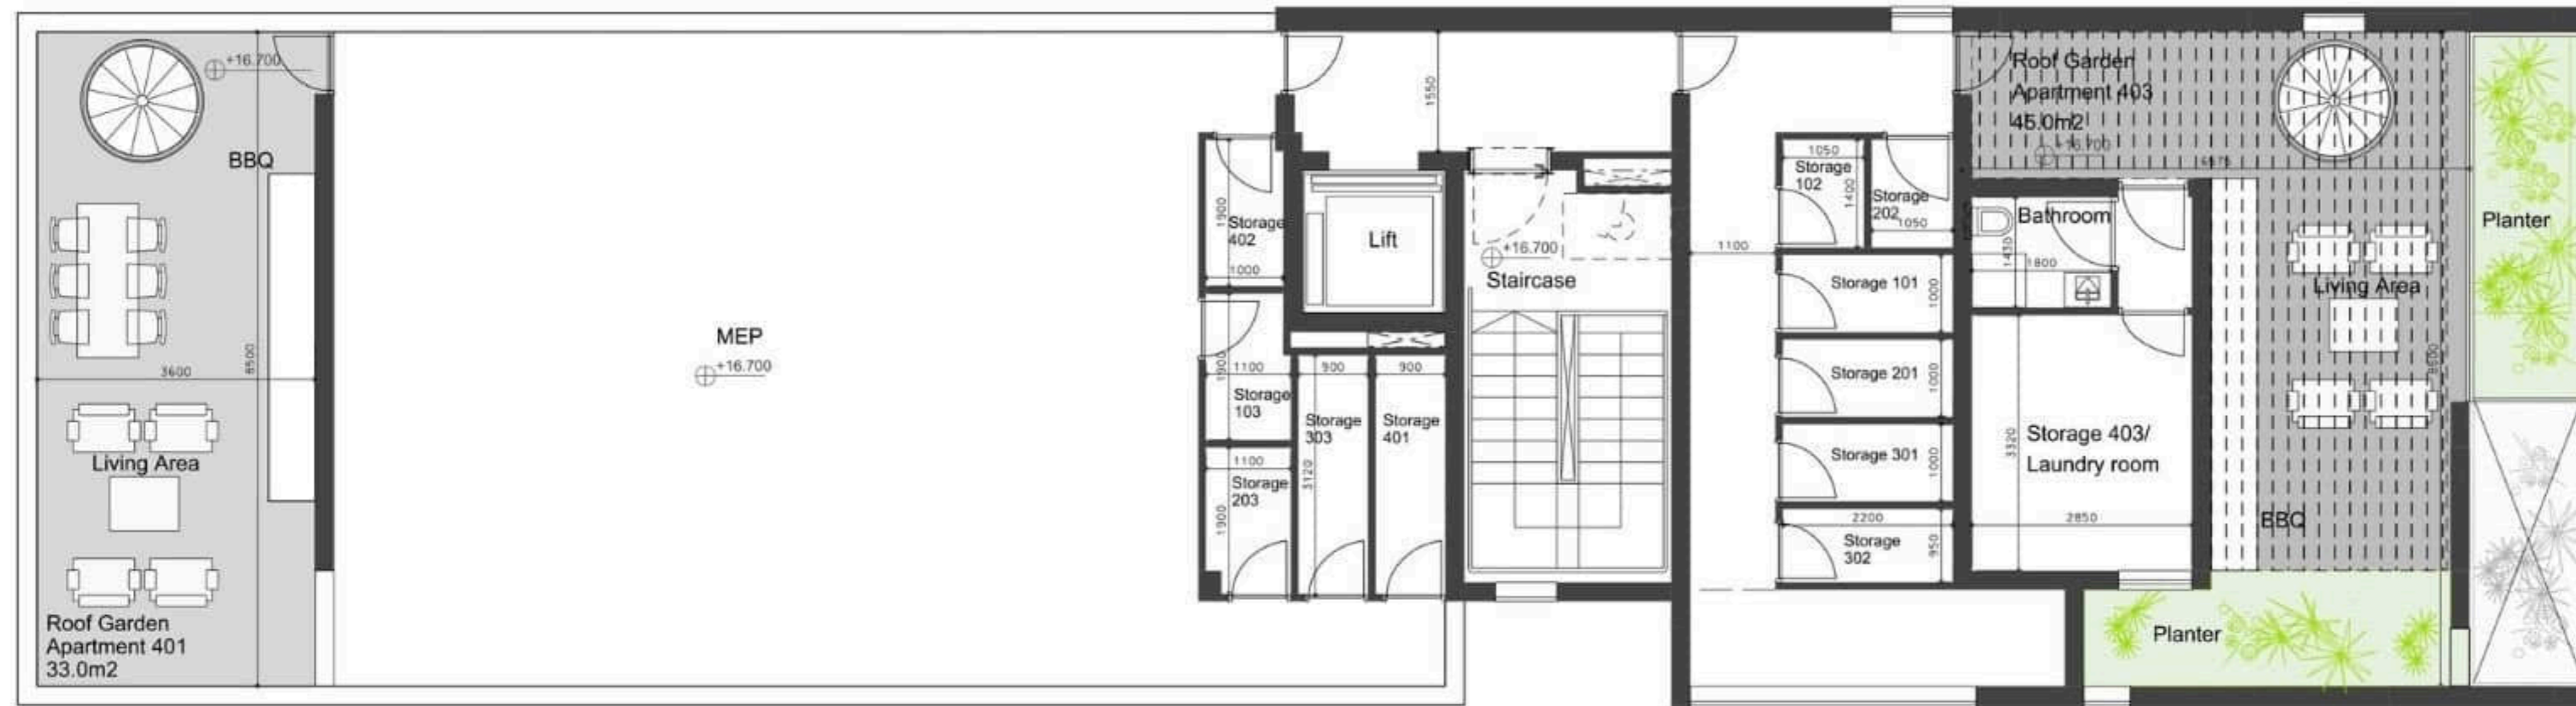 +16.700
BBQ
3600
8500
Living Area
Roof Garden
Apartment 401
33.0m2
MEP
+16.700
1550
1900
Storage
402
1000
1900
1100
Storage
103
1100
Storage
203
1900
900
Storage
303
3120
900
Storage
401
Lift
+16.700
Staircase
1100
1050
Storage
102
1400
Storage
202
1050
Storage 101
1000
Storage 201
1000
Storage 301
1000
2200
Storage
302
950
Roof Garden
Apartment 403
45.0m2
Bathroom
1430
1800
3320
Storage 403/
Laundry room
2850
Living Area
BBQ
Planter
Planter